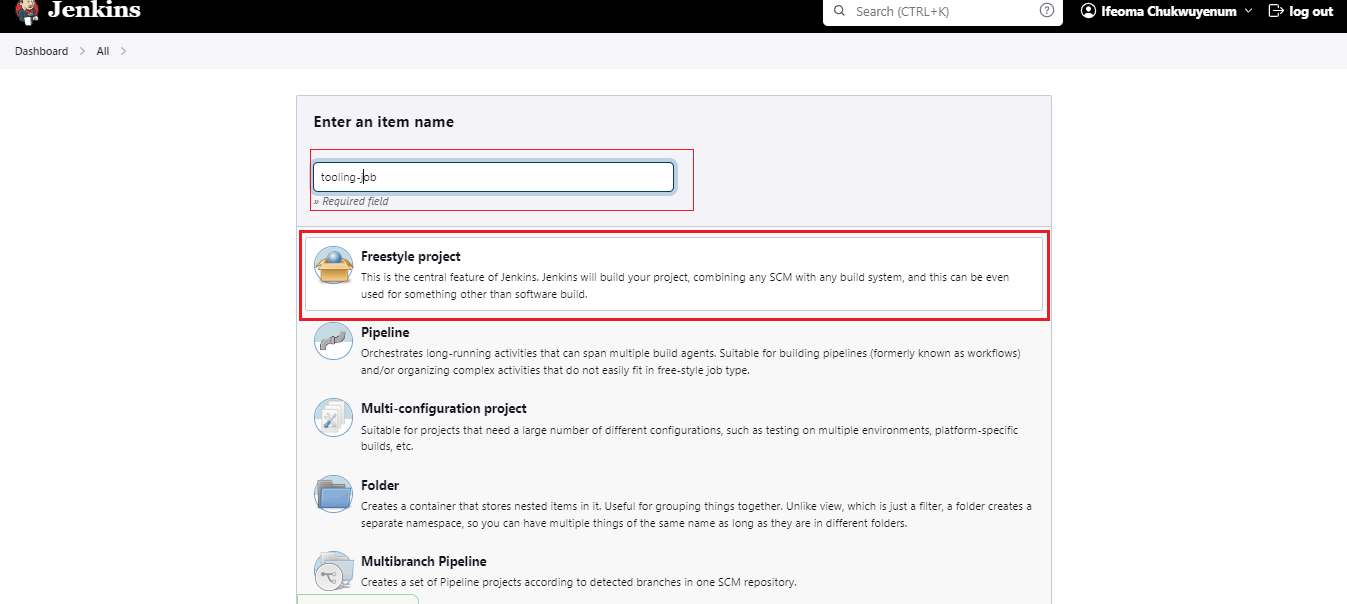 Jenkins
Search (CTRL+K)
Ifeoma Chukwuyenum
log out
Dashboard
All
Enter an item name
tooling-job
» Required field
Freestyle project
This is the central feature of Jenkins. Jenkins will build your project, combining any SCM with any build system, and this can be even
used for something other than software build.
Pipeline
Orchestrates long-running activities that can span multiple build agents. Suitable for building pipelines (formerly known as workflows)
and/or organizing complex activities that do not easily fit in free-style job type.
Multi-configuration project
Suitable for projects that need a large number of different configurations, such as testing on multiple environments, platform-specific
builds, etc.
Folder
Creates a container that stores nested items in it. Useful for grouping things together. Unlike view, which is just a filter, a folder creates a
separate namespace, so you can have multiple things of the same name as long as they are in different folders.
Multibranch Pipeline
Creates a set of Pipeline projects according to detected branches in one SCM repository.